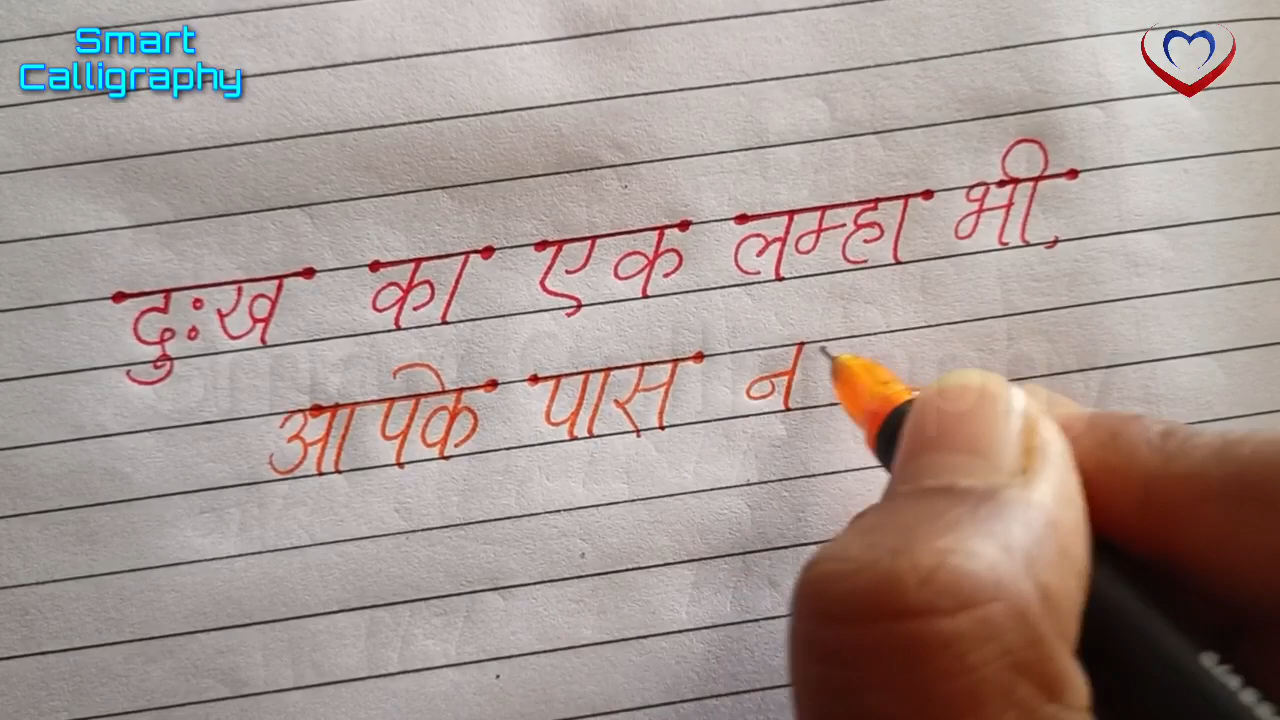 Smart
Calligraphy
दुःख का एक लम्हा भी,
आपके पास न